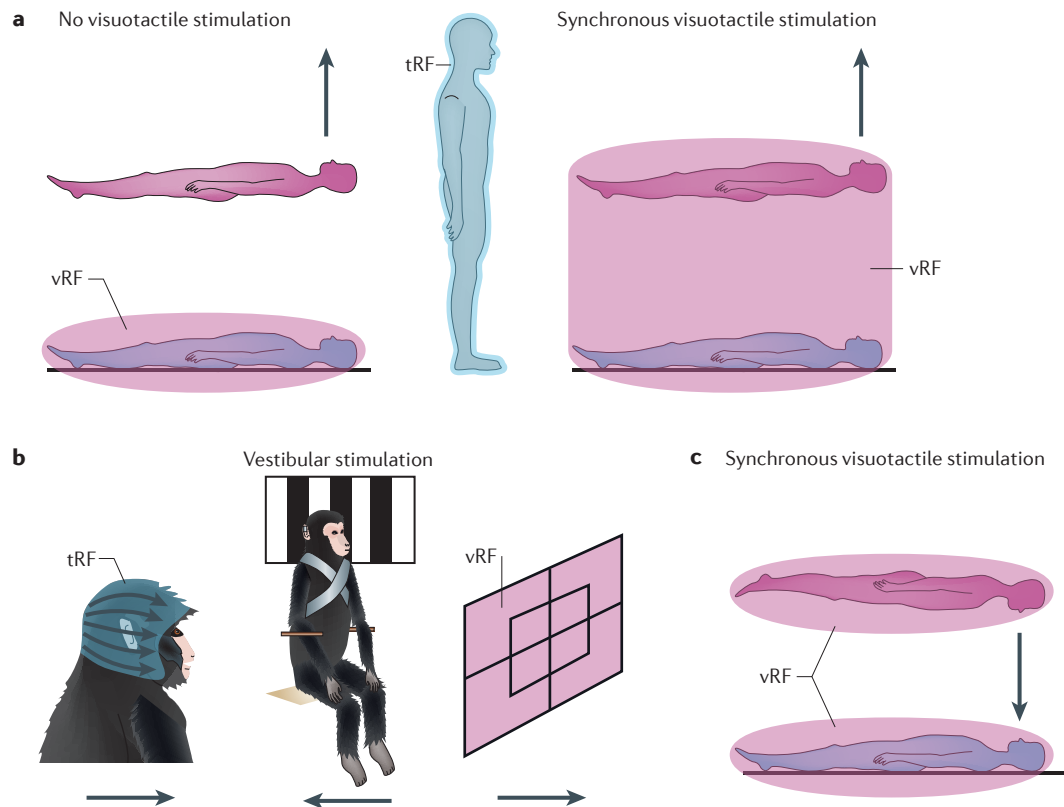 a No visuotactile stimulation
Synchronous visuotactile stimulation
tRF
vRF
vRF
b
Vestibular stimulation
tRF
vRF
c Synchronous visuotactile stimulation
vRF